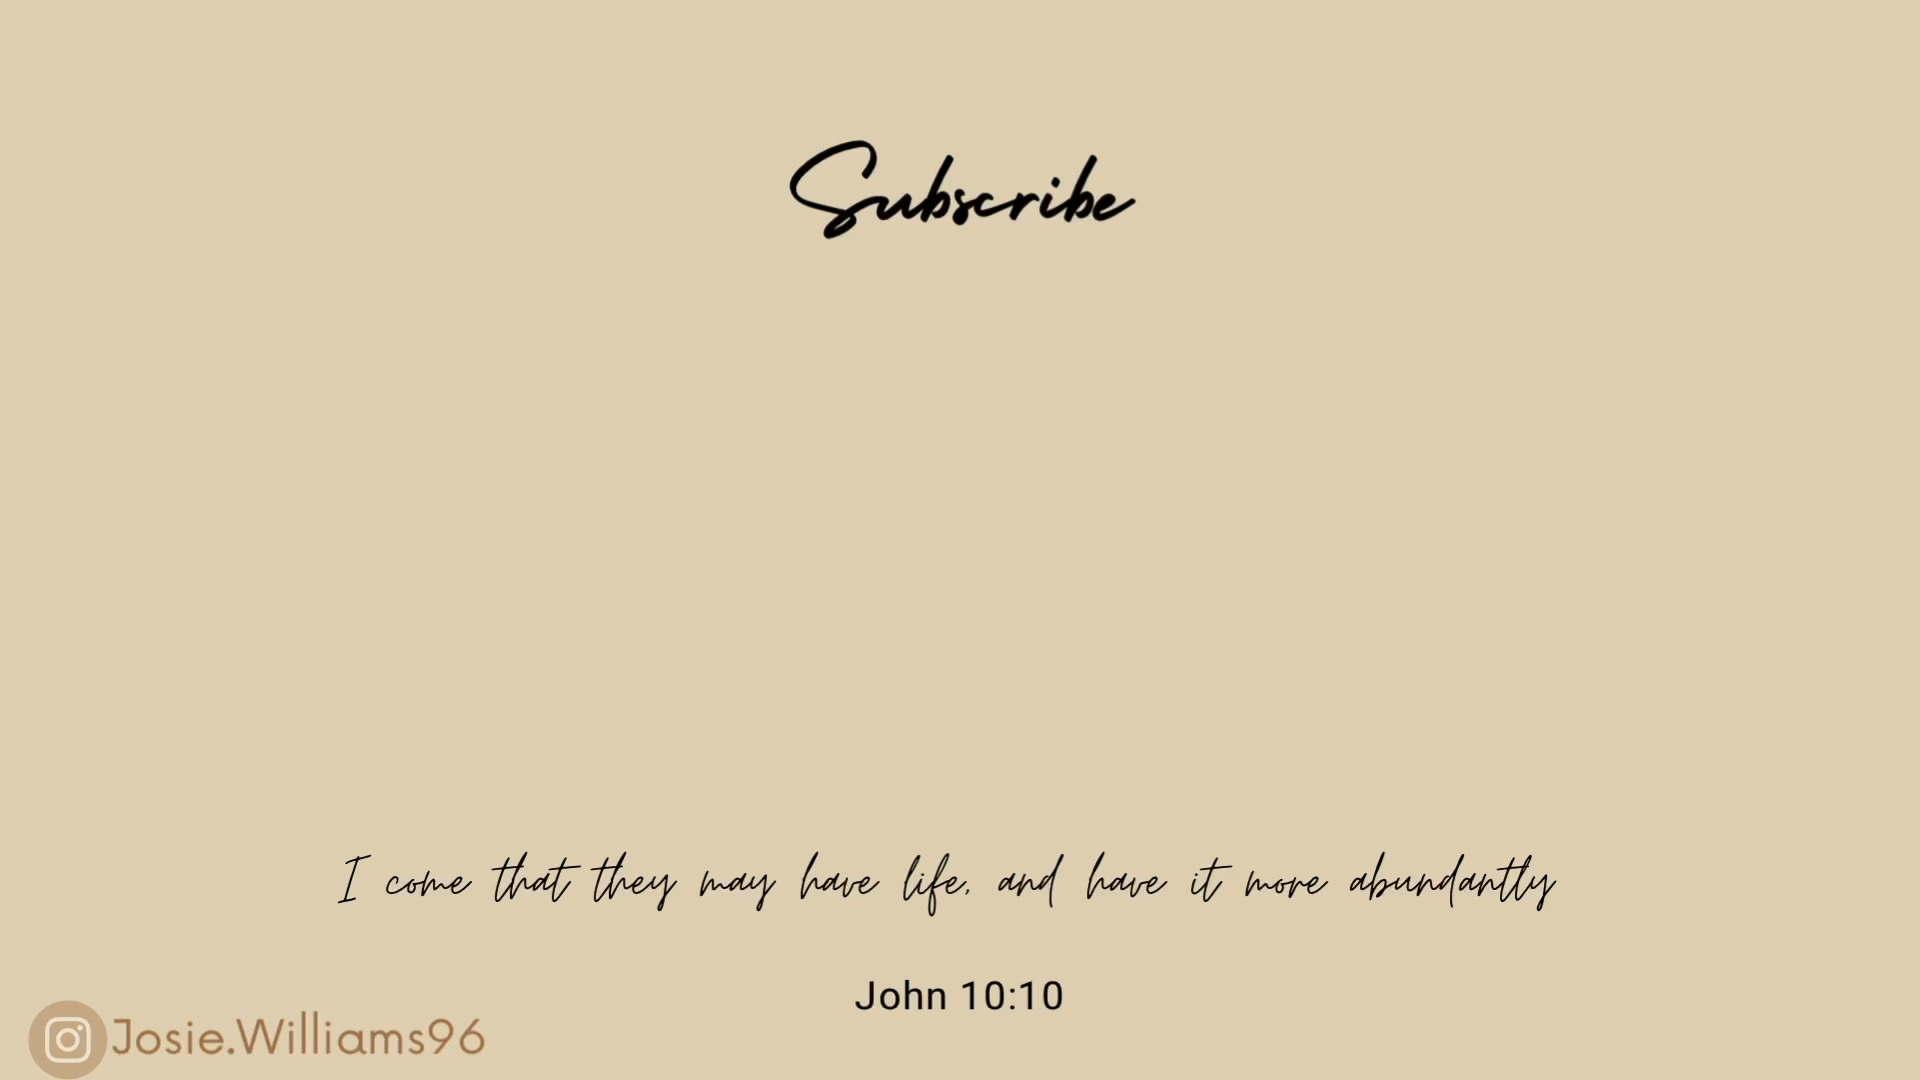 Subscribe
I come that they may have life, and have it more abundantly
John 10:10
Josie.Williams96